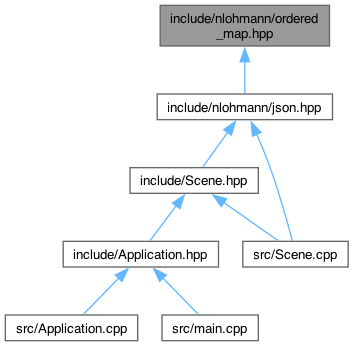 include/nlohmann/ordered
_map.hpp
include/nlohmann/json.hpp
include/Scene.hpp
include/Application.hpp
src/Scene.cpp
src/Application.cpp
src/main.cpp